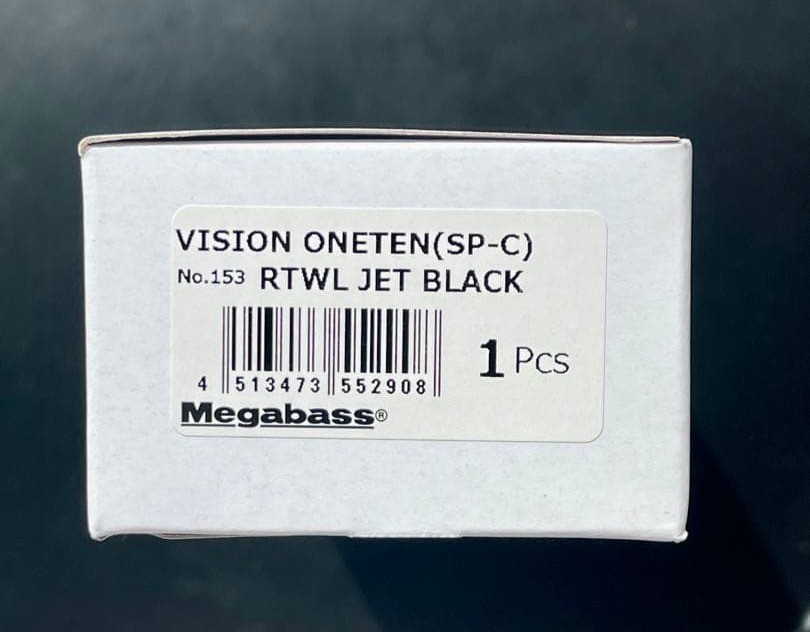 VISION ONETEN(SP-C)
No.153 RTWL JET BLACK
1 Pcs
4 513473 552908
Megabass®